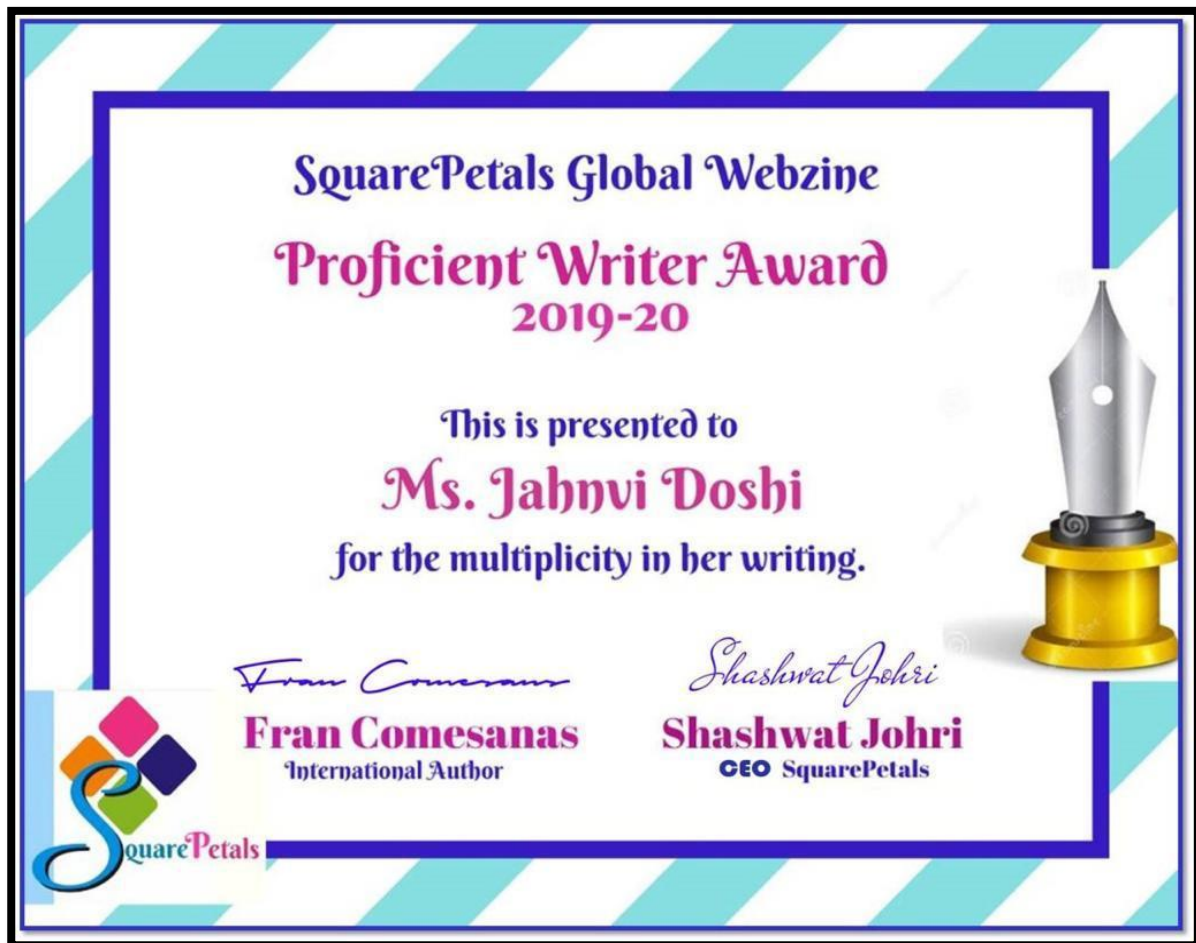 SquarePetals Global Webzine
Proficient Writer Award
2019-20
This is presented to
Ms. Jahnvi Doshi
for the multiplicity in her writing.
Fran Comesanas
Shashwat Johri
Fran Comesanas
Shashwat Johri
International Author
CEO SquarePetals
SquarePetals